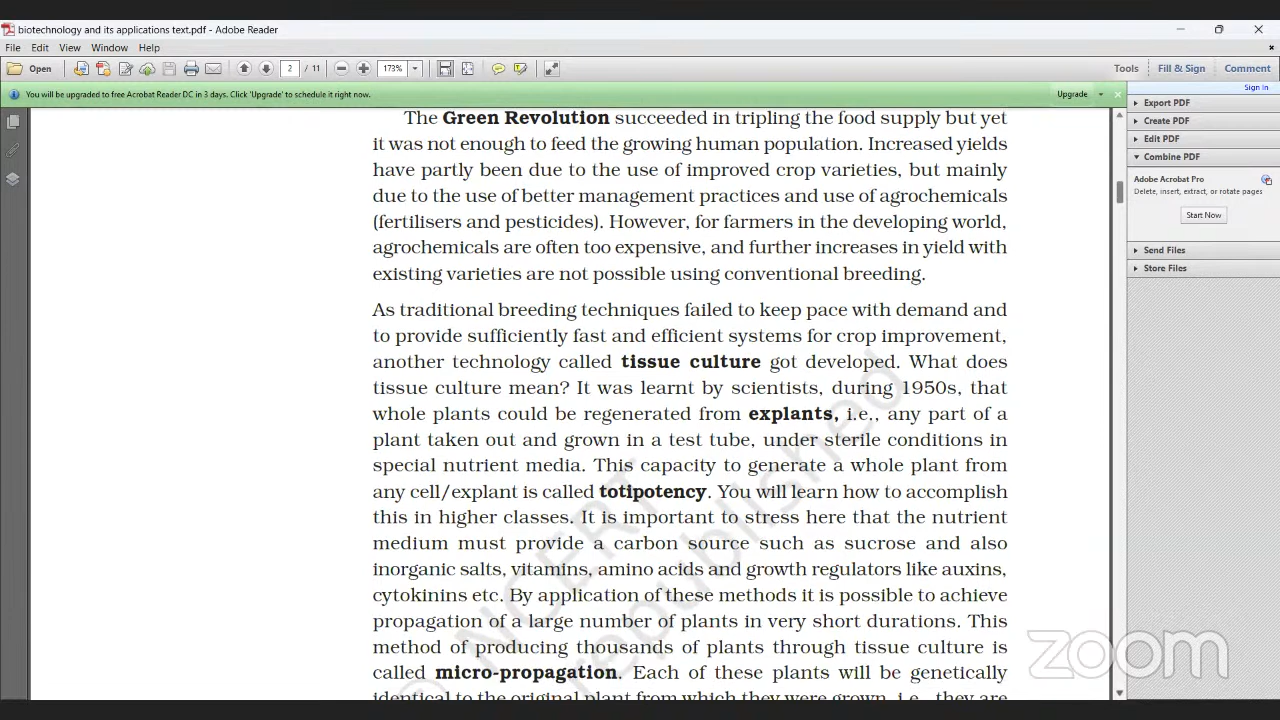 biotechnology and its applications text.pdf - Adobe Reader
File Edit View Window Help
Open 2 / 11 173% Tools Fill & Sign Comment
You will be upgraded to free Acrobat Reader DC in 3 days. Click 'Upgrade' to schedule it right now. Upgrade
Sign In
Export PDF
Create PDF
Edit PDF
Combine PDF
Adobe Acrobat Pro
Delete, insert, extract, or rotate pages
Start Now
Send Files
Store Files
The Green Revolution succeeded in tripling the food supply but yet
it was not enough to feed the growing human population. Increased yields
have partly been due to the use of improved crop varieties, but mainly
due to the use of better management practices and use of agrochemicals
(fertilisers and pesticides). However, for farmers in the developing world,
agrochemicals are often too expensive, and further increases in yield with
existing varieties are not possible using conventional breeding.
As traditional breeding techniques failed to keep pace with demand and
to provide sufficiently fast and efficient systems for crop improvement,
another technology called tissue culture got developed. What does
tissue culture mean? It was learnt by scientists, during 1950s, that
whole plants could be regenerated from explants, i.e., any part of a
plant taken out and grown in a test tube, under sterile conditions in
special nutrient media. This capacity to generate a whole plant from
any cell/explant is called totipotency. You will learn how to accomplish
this in higher classes. It is important to stress here that the nutrient
medium must provide a carbon source such as sucrose and also
inorganic salts, vitamins, amino acids and growth regulators like auxins,
cytokinins etc. By application of these methods it is possible to achieve
propagation of a large number of plants in very short durations. This
method of producing thousands of plants through tissue culture is
called micro-propagation. Each of these plants will be genetically
identical to the original plant from which they were grown, i.e., they are
NCERT
republished
zoom